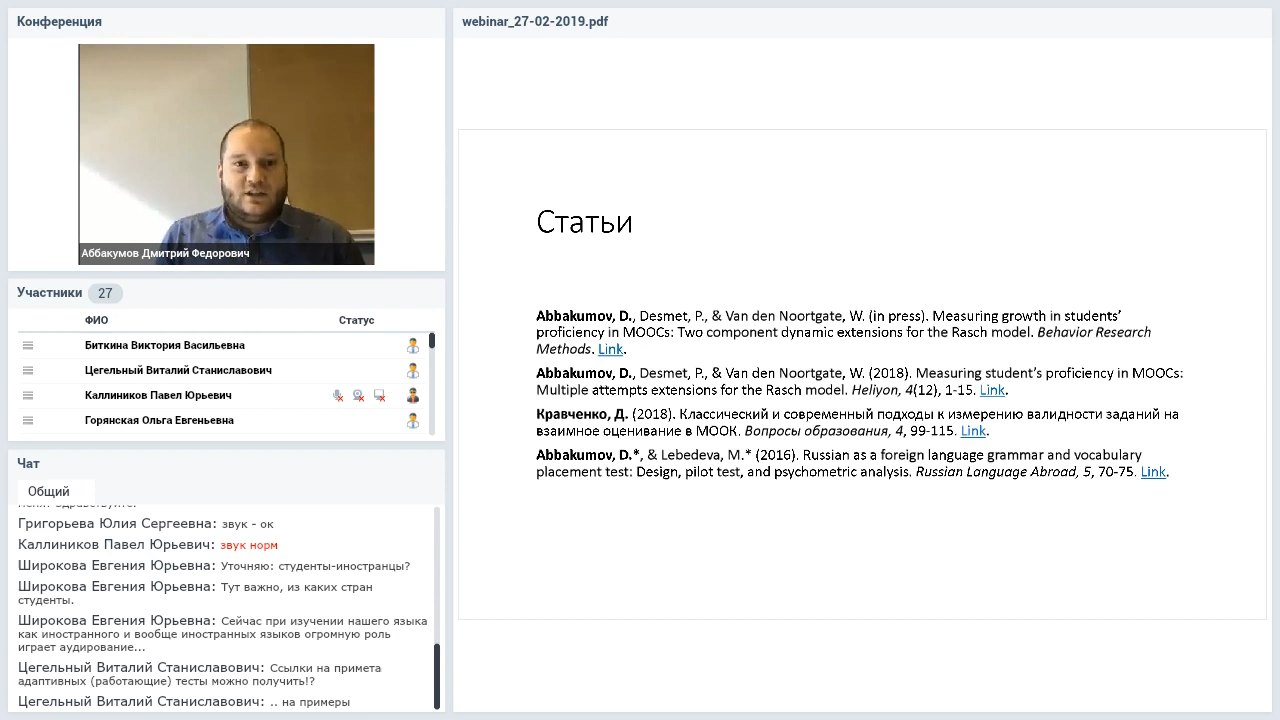 Конференция
Аббакумов Дмитрий Федорович
Участники 27
ФИО Статус
Биткина Виктория Васильевна
Цегельный Виталий Станиславович
Каллиников Павел Юрьевич
Горянская Ольга Евгеньевна
Чат
Общий
Григорьева Юлия Сергеевна: звук - ок
Каллиников Павел Юрьевич: звук норм
Широкова Евгения Юрьевна: Уточняю: студенты-иностранцы?
Широкова Евгения Юрьевна: Тут важно, из каких стран
студенты.
Широкова Евгения Юрьевна: Сейчас при изучении нашего языка
как иностранного и вообще иностранных языков огромную роль
играет аудирование...
Цегельный Виталий Станиславович: Ссылки на примета
адаптивных (работающие) тесты можно получить!?
Цегельный Виталий Станиславович: .. на примеры
webinar_27-02-2019.pdf
Статьи
Abbakumov, D., Desmet, P., & Van den Noortgate, W. (in press). Measuring growth in students’
proficiency in MOOCs: Two component dynamic extensions for the Rasch model. Behavior Research
Methods. Link.
Abbakumov, D., Desmet, P., & Van den Noortgate, W. (2018). Measuring student’s proficiency in MOOCs:
Multiple attempts extensions for the Rasch model. Heliyon, 4(12), 1-15. Link.
Кравченко, Д. (2018). Классический и современный подходы к измерению валидности заданий на
взаимное оценивание в МООК. Вопросы образования, 4, 99-115. Link.
Abbakumov, D.*, & Lebedeva, M.* (2016). Russian as a foreign language grammar and vocabulary
placement test: Design, pilot test, and psychometric analysis. Russian Language Abroad, 5, 70-75. Link.